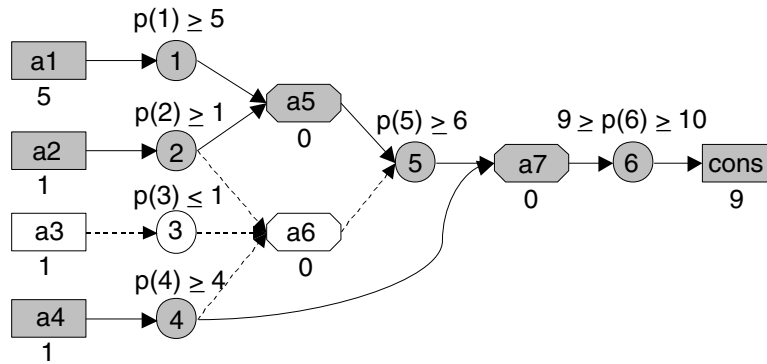 p(1) ≥ 5
a1
1
5
a5
0
p(2) ≥ 1
a2
2
1
p(5) ≥ 6
5
9 ≥ p(6) ≥ 10
a7
0
6
cons
9
p(3) ≤ 1
a3
3
1
a6
0
p(4) ≥ 4
a4
4
1